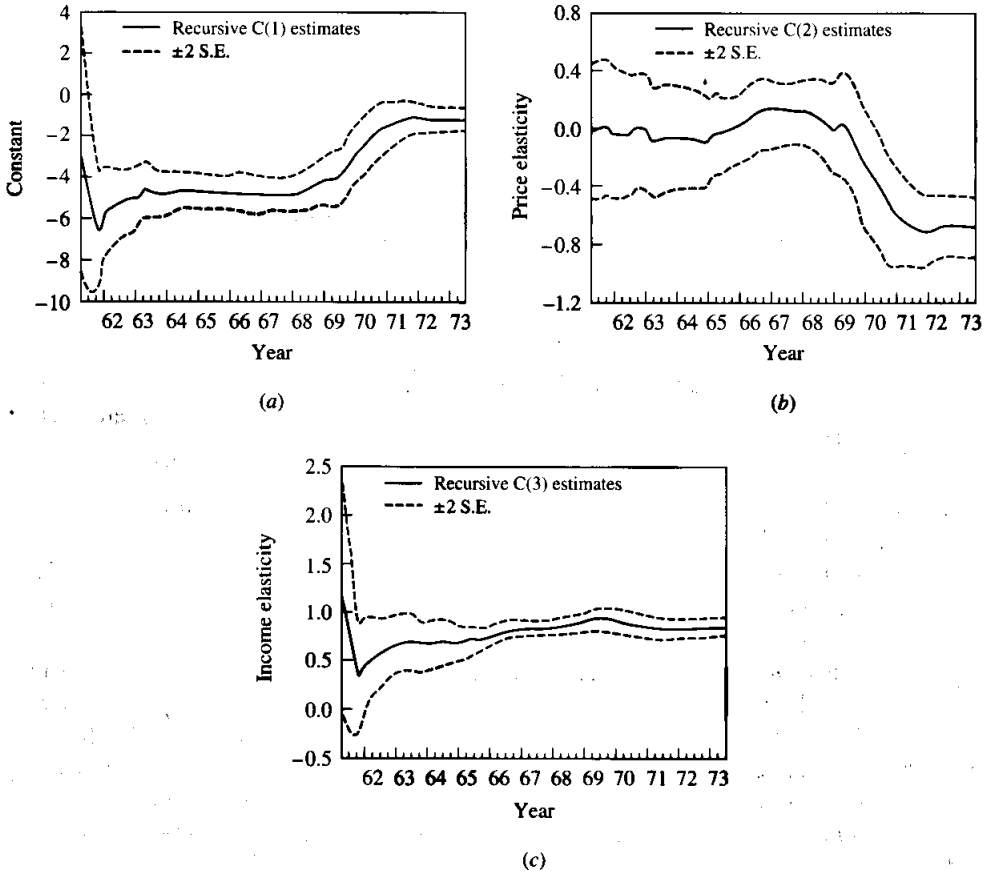 4
2
0
−2
−4
−6
−8
−10
Constant
Recursive C(1) estimates
±2 S.E.
62 63 64 65 66 67 68 69 70 71 72 73
Year
(a)
0.8
0.4
0.0
−0.4
−0.8
−1.2
Price elasticity
Recursive C(2) estimates
±2 S.E.
62 63 64 65 66 67 68 69 70 71 72 73
Year
(b)
2.5
2.0
1.5
1.0
0.5
0.0
−0.5
Income elasticity
Recursive C(3) estimates
±2 S.E.
62 63 64 65 66 67 68 69 70 71 72 73
Year
(c)